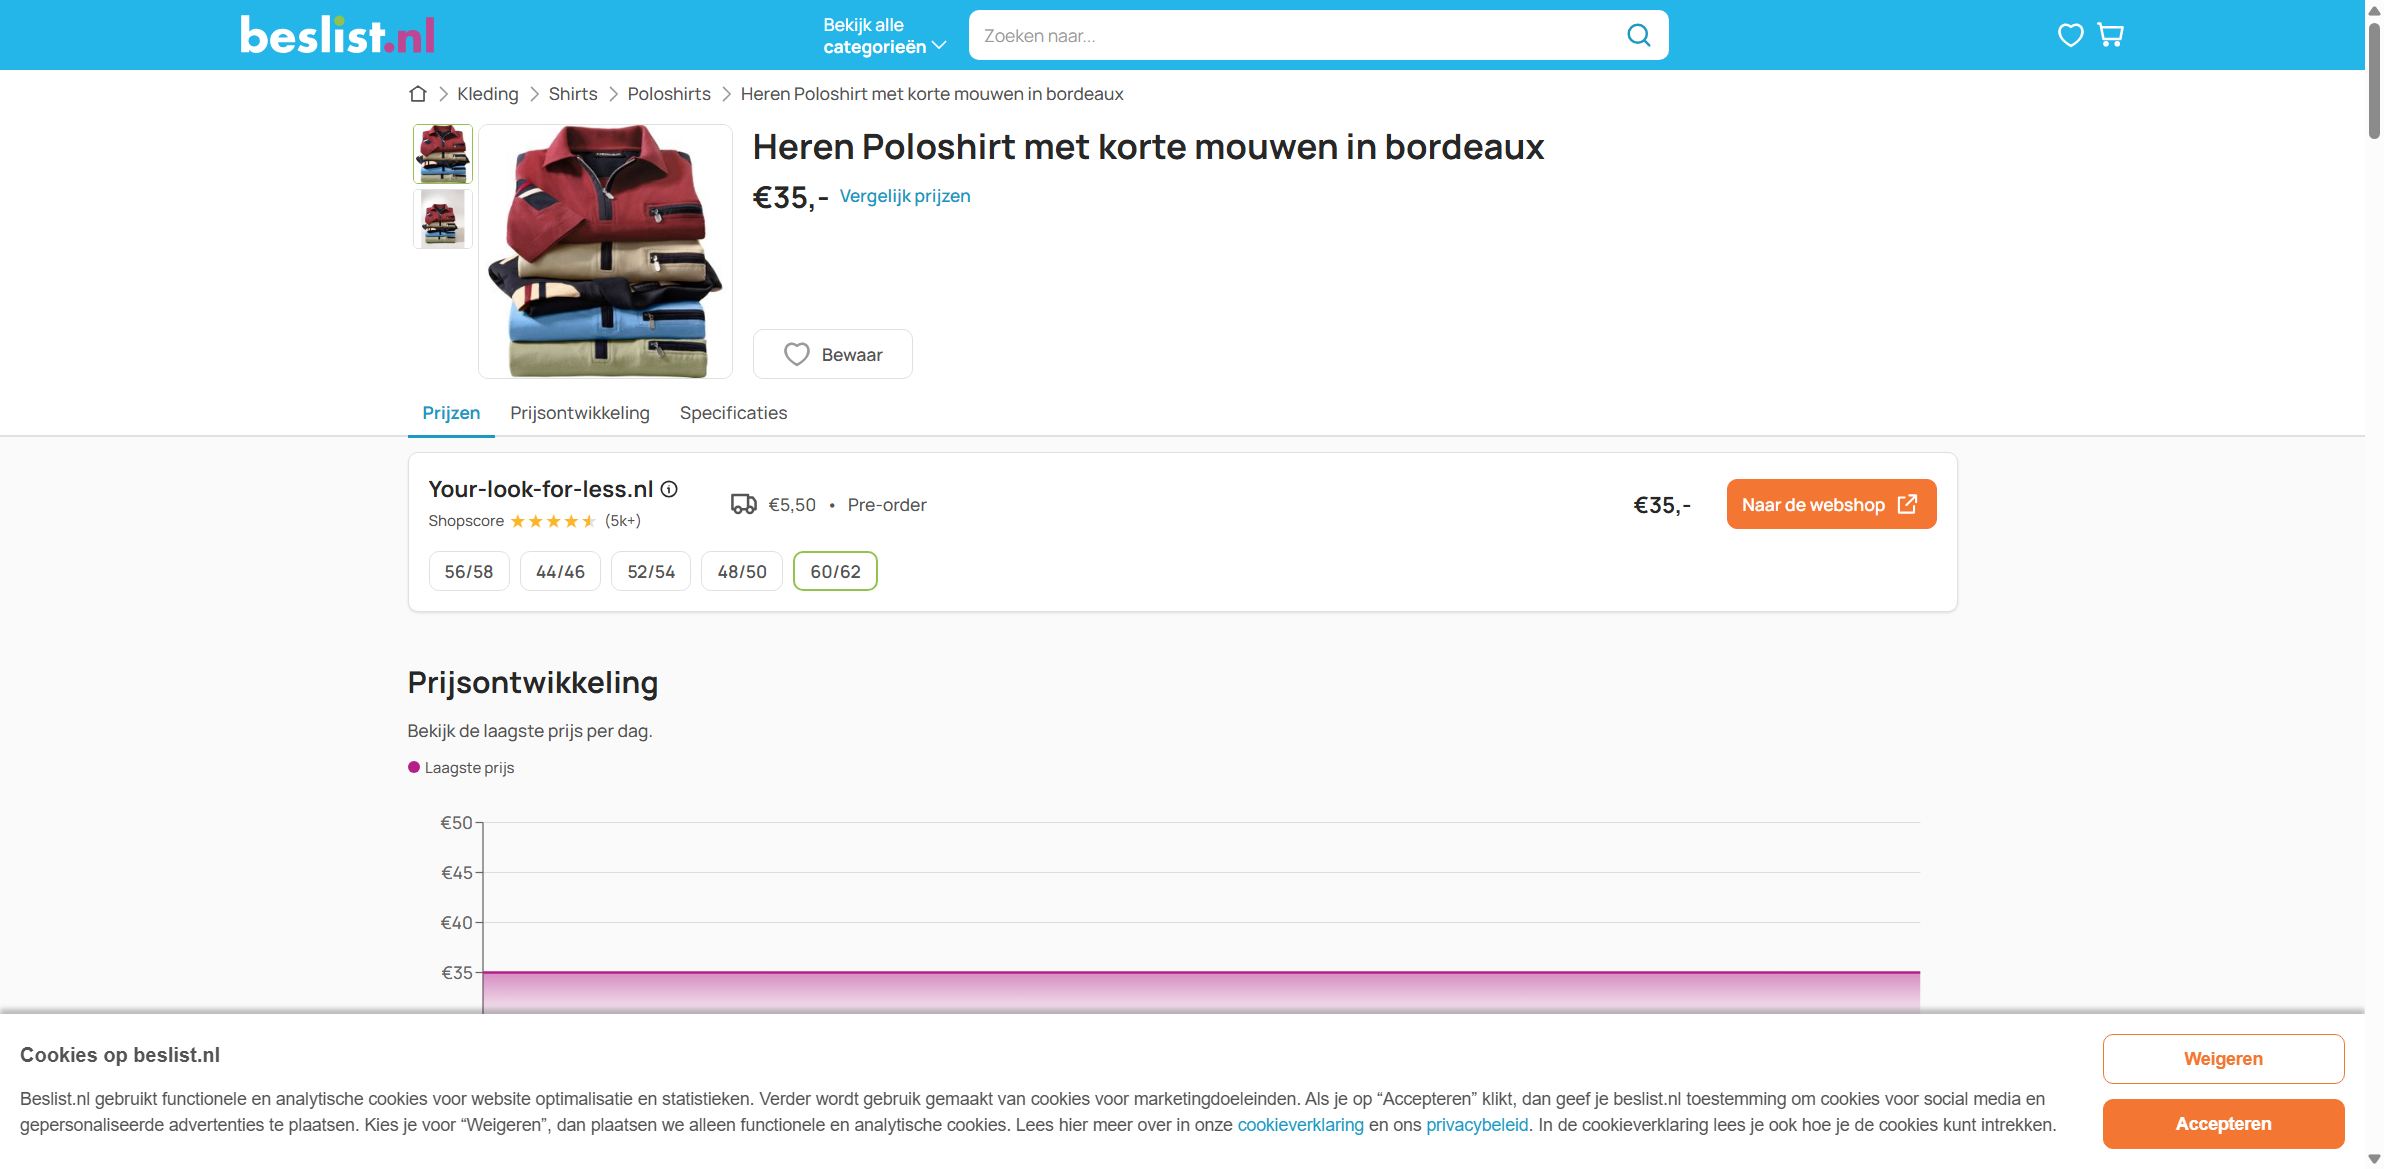 beslist.nl
Bekijk alle
categorieën
Zoeken naar...
Kleding
Shirts
Poloshirts
Heren Poloshirt met korte mouwen in bordeaux
Heren Poloshirt met korte mouwen in bordeaux
€35,- Vergelijk prijzen
Bewaar
Prijzen
Prijsontwikkeling
Specificaties
Your-look-for-less.nl
Shopscore (5k+)
€5,50 • Pre-order
€35,-
Naar de webshop
56/58
44/46
52/54
48/50
60/62
Prijsontwikkeling
Bekijk de laagste prijs per dag.
Laagste prijs
€50
€45
€40
€35
Cookies op beslist.nl
Beslist.nl gebruikt functionele en analytische cookies voor website optimalisatie en statistieken. Verder wordt gebruik gemaakt van cookies voor marketingdoeleinden. Als je op “Accepteren” klikt, dan geef je beslist.nl toestemming om cookies voor social media en
gepersonaliseerde advertenties te plaatsen. Kies je voor “Weigeren”, dan plaatsen we alleen functionele en analytische cookies. Lees hier meer over in onze cookieverklaring en ons privacybeleid. In de cookieverklaring lees je ook hoe je de cookies kunt intrekken.
Weigeren
Accepteren